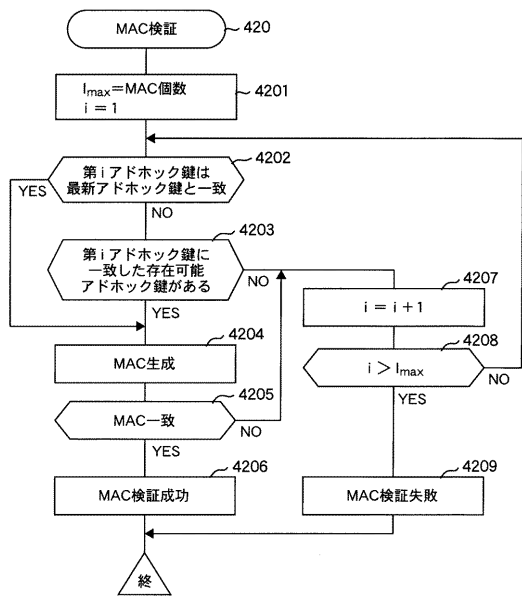 MAC検証
420
Imax＝MAC個数
i＝1
4201
第iアドホック鍵は
最新アドホック鍵と一致
4202
YES
NO
第iアドホック鍵に
一致した存在可能
アドホック鍵がある
4203
NO
YES
i＝i＋1
4207
MAC生成
4204
i＞Imax
4208
NO
YES
MAC一致
4205
NO
YES
MAC検証成功
4206
MAC検証失敗
4209
終